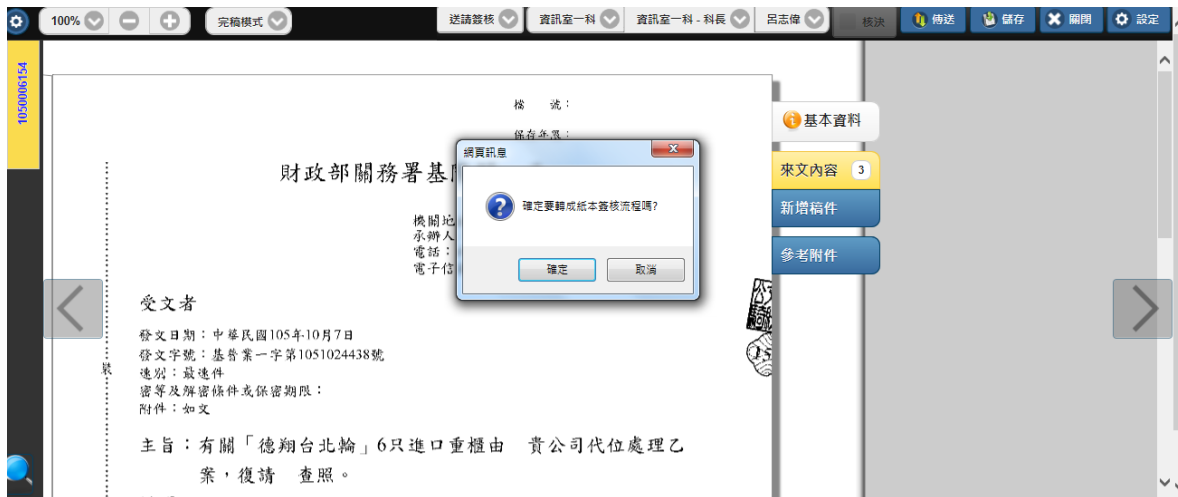 100%
完稿模式
送請簽核
資訊室一科
資訊室一科 - 科長
呂志偉
核決
傳送
儲存
關閉
設定
1050006154
檔　　號：
保存年限：
財政部關務署基
機關地
承辦人
電話：
電子信
網頁訊息
確定要轉成紙本簽核流程嗎?
確定
取消
基本資料
來文內容 3
新增稿件
參考附件
受文者
發文日期：中華民國105年10月7日
發文字號：基普業一字第1051024438號
速別：最速件
密等及解密條件或保密期限：
附件：如文
裝
主旨：有關「德翔台北輪」6只進口重櫃由　貴公司代位處理乙
案，復請　查照。